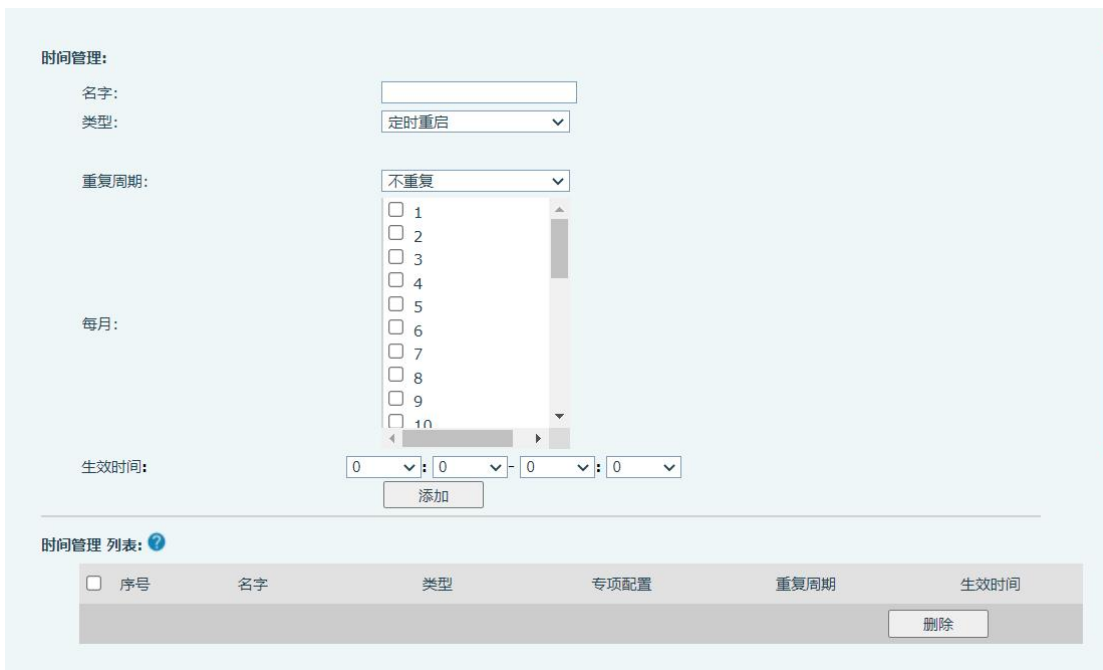 时间管理:
名字:
类型: 定时重启
重复周期: 不重复
1
2
3
4
5
6
7
8
9
10
每月:
生效时间: 0 : 0 - 0 : 0
添加
时间管理 列表: ?
序号 名字 类型 专项配置 重复周期 生效时间
删除